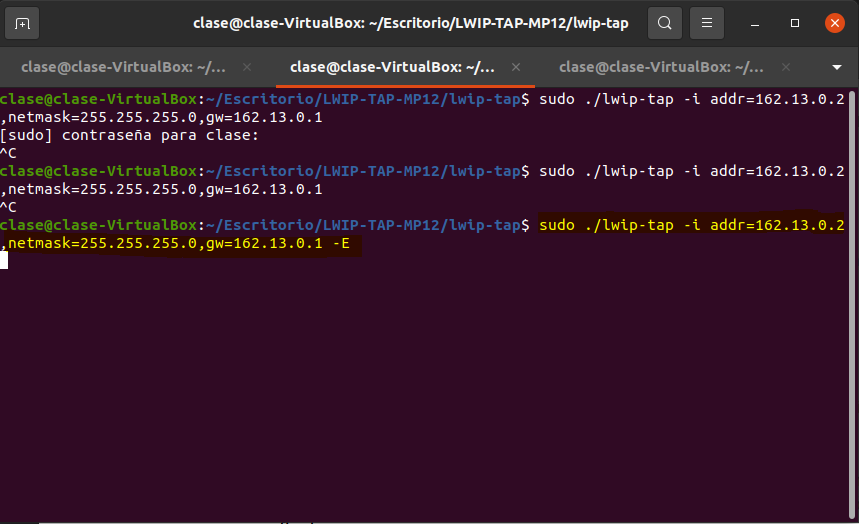 clase@clase-VirtualBox: ~/Escritorio/LWIP-TAP-MP12/lwip-tap
clase@clase-VirtualBox: ~/...
clase@clase-VirtualBox: ~/...
clase@clase-VirtualBox: ~/...
clase@clase-VirtualBox:~/Escritorio/LWIP-TAP-MP12/lwip-tap$ sudo ./lwip-tap -i addr=162.13.0.2
,netmask=255.255.255.0,gw=162.13.0.1
[sudo] contraseña para clase:
^C
clase@clase-VirtualBox:~/Escritorio/LWIP-TAP-MP12/lwip-tap$ sudo ./lwip-tap -i addr=162.13.0.2
,netmask=255.255.255.0,gw=162.13.0.1
^C
clase@clase-VirtualBox:~/Escritorio/LWIP-TAP-MP12/lwip-tap$ sudo ./lwip-tap -i addr=162.13.0.2
,netmask=255.255.255.0,gw=162.13.0.1 -E